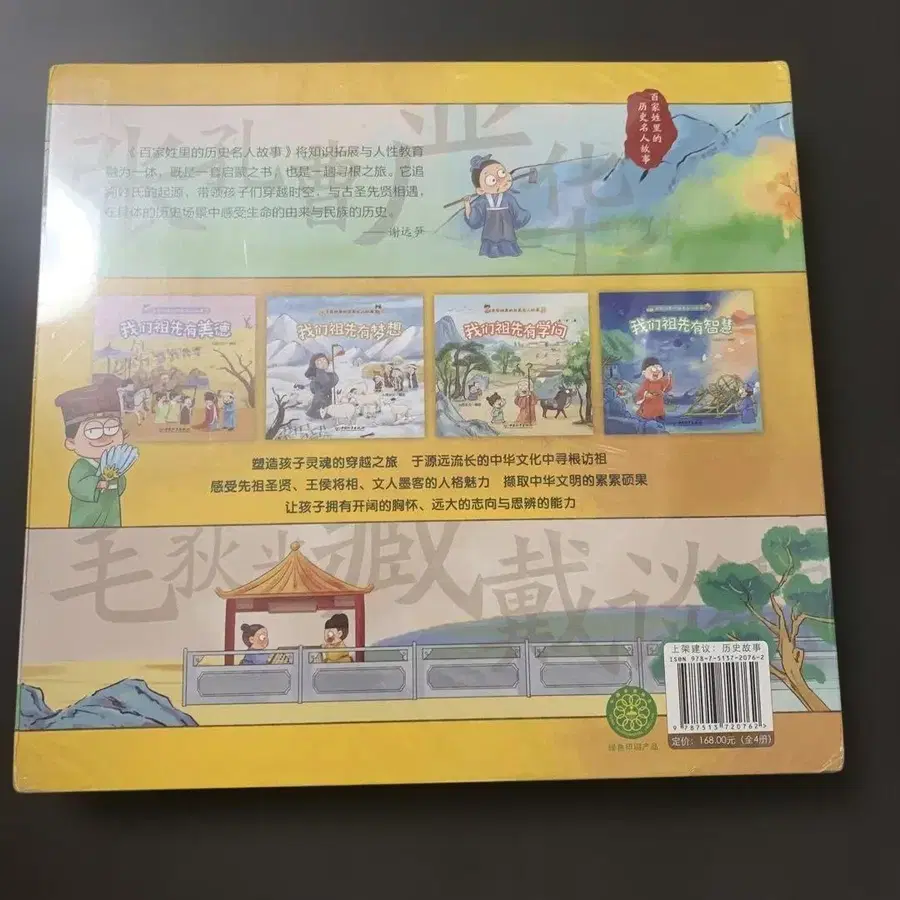 百家姓里的
历史名人故事
《百家姓里的历史名人故事》将知识拓展与人性教育
融为一体，既是一套启蒙之书，也是一趟寻根之旅。它追
溯姓氏的起源，带领孩子们穿越时空，与古圣先贤相遇，
在具体的历史场景中感受生命的由来与民族的历史。
——谢远笋
华
我们祖先有美德
我们祖先有梦想
我们祖先有学问
我们祖先有智慧
塑造孩子灵魂的穿越之旅 于源远流长的中华文化中寻根访祖
感受先祖圣贤、王侯将相、文人墨客的人格魅力 撷取中华文明的累累硕果
让孩子拥有开阔的胸怀、远大的志向与思辨的能力
毛狄 臧戴谈
上架建议：历史故事
ISBN 978-7-5137-2076-2
9 787513 720762 >
定价：168.00元（全4册）
绿色印刷产品